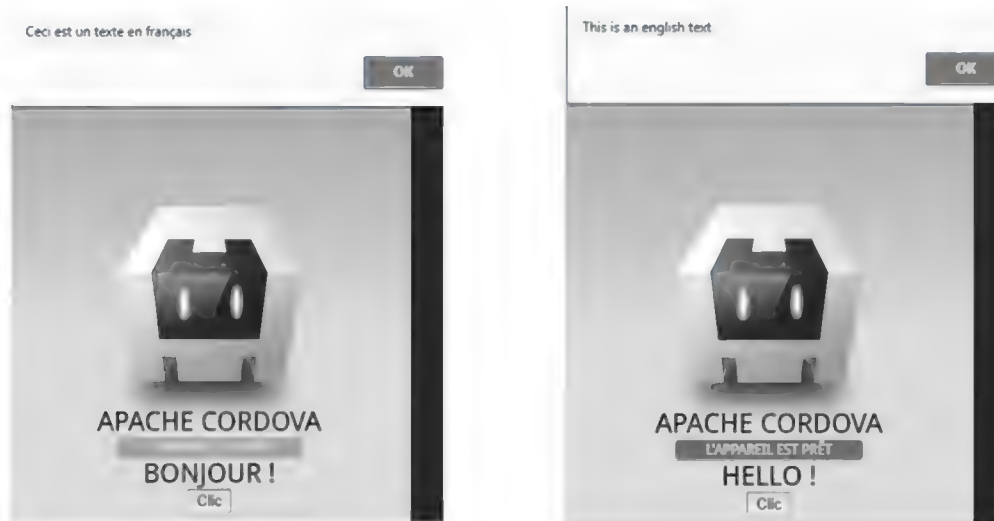 Ceci est un texte en français
OK
APACHE CORDOVA
BONJOUR !
Clic
This is an english text
OK
APACHE CORDOVA
L'APPAREIL EST PRÊT
HELLO !
Clic